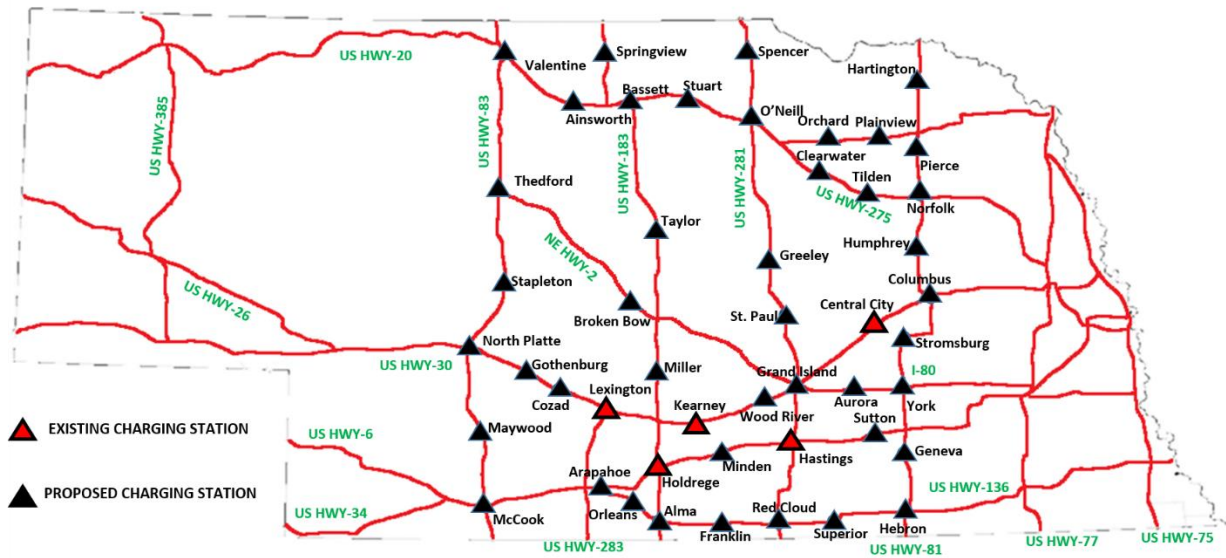 US HWY-20
Valentine
Springview
Spencer
Hartington
Bassett
Stuart
Ainsworth
O'Neill
Orchard
Plainview
US HWY-385
US HWY-83
US HWY-183
US HWY-281
Clearwater
Pierce
Tilden
Thedford
US HWY-275
Norfolk
Taylor
NE HWY-2
Greeley
Humphrey
Stapleton
US HWY-26
Columbus
Central City
Broken Bow
St. Paul
Stromsburg
North Platte
US HWY-30
Gothenburg
Miller
Grand Island
I-80
Lexington
Cozad
Kearney
Wood River
Aurora
York
EXISTING CHARGING STATION
US HWY-6
Maywood
Sutton
Minden
Hastings
Geneva
Arapahoe
Holdrege
PROPOSED CHARGING STATION
US HWY-136
US HWY-34
McCook
Orleans
Alma
Franklin
Red Cloud
Superior
Hebron
US HWY-283
US HWY-81
US HWY-77
US HWY-75